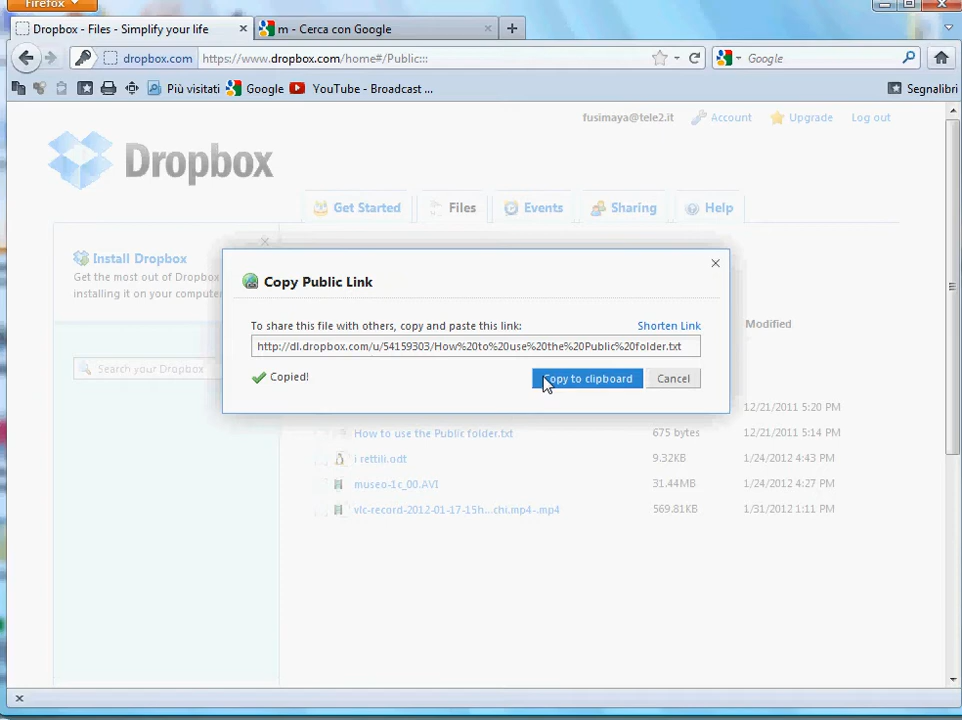 Firefox
Dropbox - Files - Simplify your life
m - Cerca con Google
dropbox.com
https://www.dropbox.com/home#/Public:::
Google
Più visitati
Google
YouTube - Broadcast ...
Segnalibri
fusimaya@tele2.it
Account
Upgrade
Log out
Dropbox
Get Started
Files
Events
Sharing
Help
Install Dropbox
Get the most out of Dropbox
installing it on your compute
Search your Dropbox
Copy Public Link
To share this file with others, copy and paste this link:
Shorten Link
http://dl.dropbox.com/u/54159303/How%20to%20use%20the%20Public%20folder.txt
Copied!
Copy to clipboard
Cancel
Modified
12/21/2011 5:20 PM
How to use the Public folder.txt
675 bytes
12/21/2011 5:14 PM
i rettili.odt
9.32KB
1/24/2012 4:43 PM
museo-1c_00.AVI
31.44MB
1/24/2012 4:27 PM
vlc-record-2012-01-17-15h...chi.mp4-.mp4
569.81KB
1/31/2012 1:11 PM